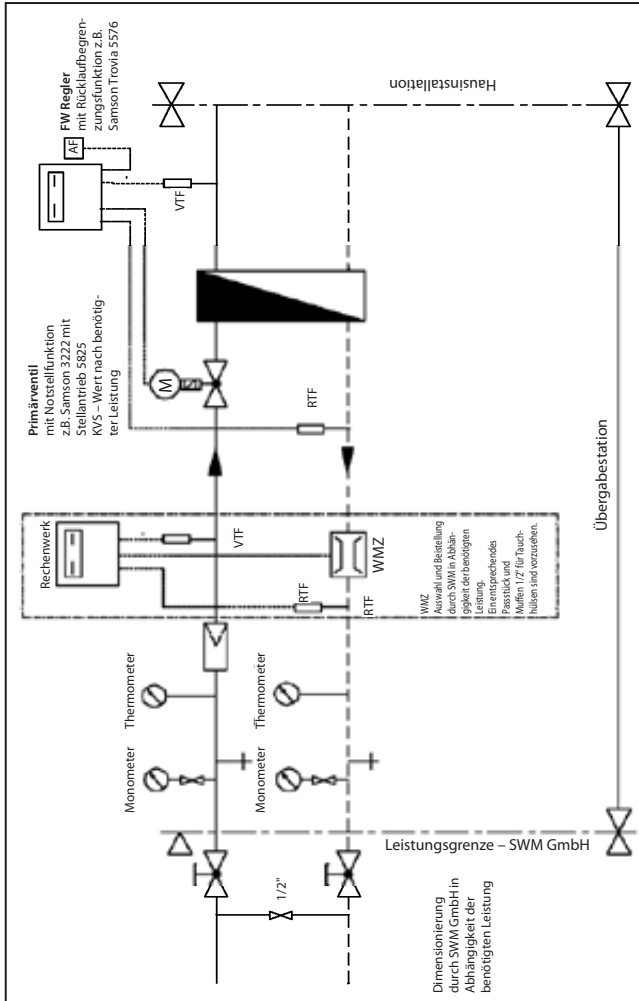 FW Regler
mit Rücklaufbegren-
zungsfunktion z.B.
Samson Trovia 5576
AF
VTF
Hausinstallation
Primärventil
mit Notstellfunktion
z.B. Samson 3222 mit
Stellantrieb 5825
KVS – Wert nach benötig-
ter Leistung
M
RTF
Rechenwerk
VTF
WMZ
RTF
RTF
WMZ
Auswahl und Beistellung
durch SWM in Abhän-
gigkeit der benötigten
Leistung.
Ein entsprechendes
Passstück und
Muffen 1/2' für Tauch-
hülsen sind vorzusehen.
Übergabestation
Thermometer
Thermometer
Monometer
Monometer
Leistungsgrenze – SWM GmbH
1/2"
Dimensionierung
durch SWM GmbH in
Abhängigkeit der
benötigten Leistung